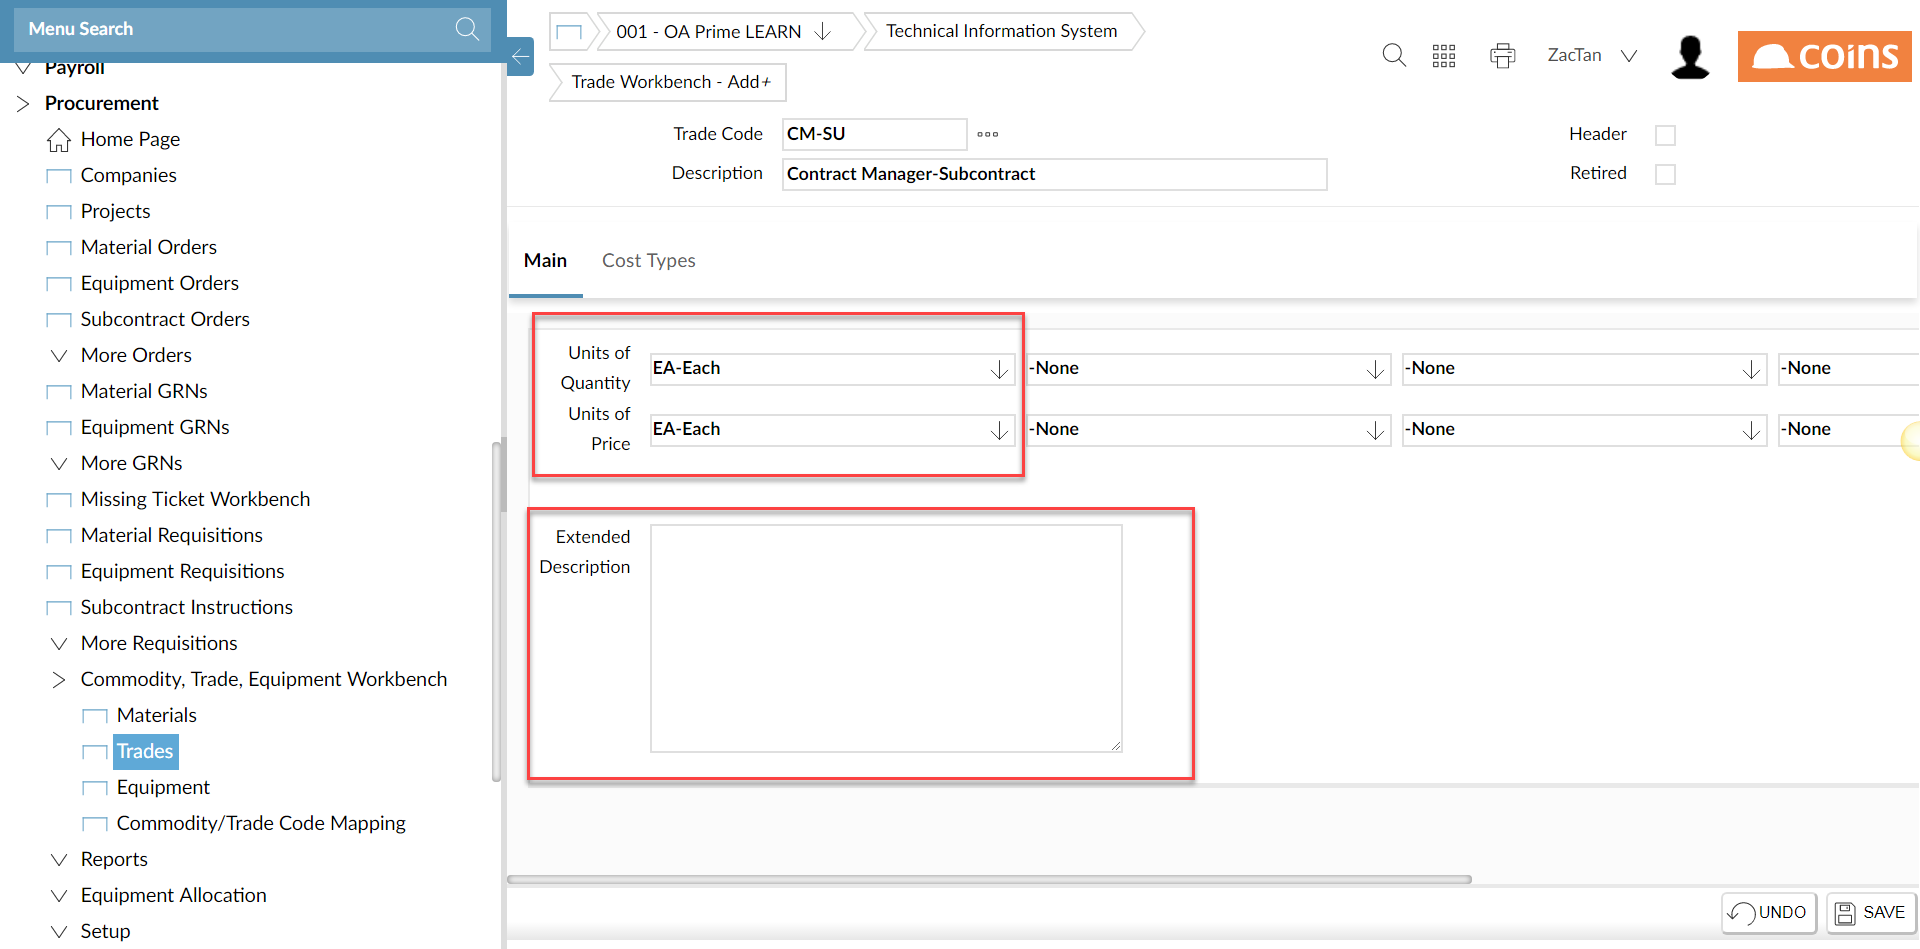 Menu Search
Payroll
Procurement
Home Page
Companies
Projects
Material Orders
Equipment Orders
Subcontract Orders
More Orders
Material GRNs
Equipment GRNs
More GRNs
Missing Ticket Workbench
Material Requisitions
Equipment Requisitions
Subcontract Instructions
More Requisitions
Commodity, Trade, Equipment Workbench
Materials
Trades
Equipment
Commodity/Trade Code Mapping
Reports
Equipment Allocation
Setup
001 - OA Prime LEARN
Technical Information System
Trade Workbench - Add+
ZacTan
coins
Trade Code CM-SU
Header
Description Contract Manager-Subcontract
Retired
Main Cost Types
Units of
Quantity
EA-Each -None -None -None
Units of
Price
EA-Each -None -None -None
Extended
Description
UNDO SAVE